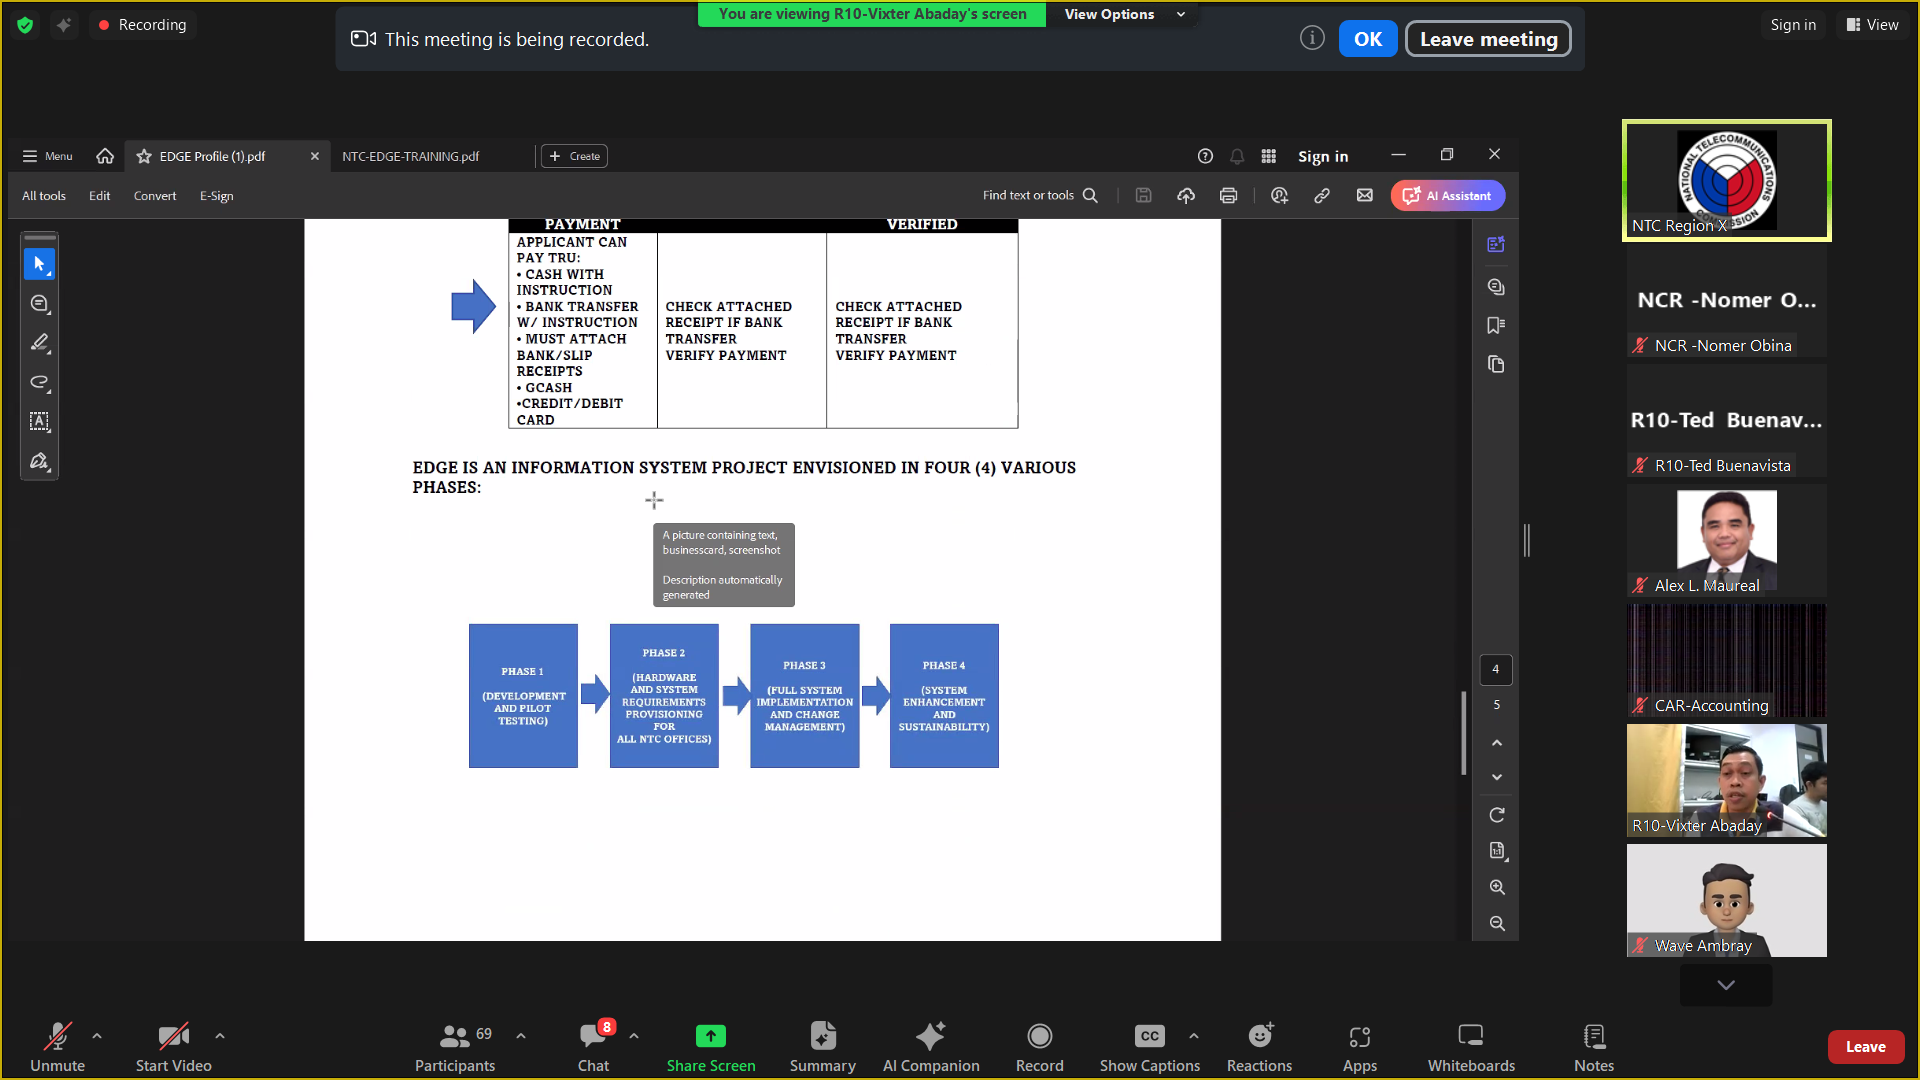 You are viewing R10-Vixter Abaday's screen
View Options
Recording
This meeting is being recorded.
OK
Leave meeting
Sign in
View
Menu
EDGE Profile (1).pdf
NTC-EDGE-TRAINING.pdf
Create
Sign in
All tools
Edit
Convert
E-Sign
Find text or tools
AI Assistant
PAYMENT
VERIFIED
APPLICANT CAN
PAY TRU:
• CASH WITH
INSTRUCTION
• BANK TRANSFER
W/ INSTRUCTION
• MUST ATTACH
BANK/SLIP
RECEIPTS
• GCASH
•CREDIT/DEBIT
CARD
CHECK ATTACHED
RECEIPT IF BANK
TRANSFER
VERIFY PAYMENT
CHECK ATTACHED
RECEIPT IF BANK
TRANSFER
VERIFY PAYMENT
EDGE IS AN INFORMATION SYSTEM PROJECT ENVISIONED IN FOUR (4) VARIOUS
PHASES:
A picture containing text,
businesscard, screenshot
Description automatically
generated
PHASE 1
(DEVELOPMENT
AND PILOT
TESTING)
PHASE 2
(HARDWARE
AND SYSTEM
REQUIREMENTS
PROVISIONING
FOR
ALL NTC OFFICES)
PHASE 3
(FULL SYSTEM
IMPLEMENTATION
AND CHANGE
MANAGEMENT)
PHASE 4
(SYSTEM
ENHANCEMENT
AND
SUSTAINABILITY)
4
5
1:1
NATIONAL TELECOMMUNICATIONS
COMMISSION
NTC Region X
NCR -Nomer O...
NCR -Nomer Obina
R10-Ted Buenav...
R10-Ted Buenavista
Alex L. Maureal
CAR-Accounting
R10-Vixter Abaday
Wave Ambray
Unmute
Start Video
Participants
69
Chat
8
Share Screen
Summary
AI Companion
Record
CC
Show Captions
Reactions
Apps
Whiteboards
Notes
Leave